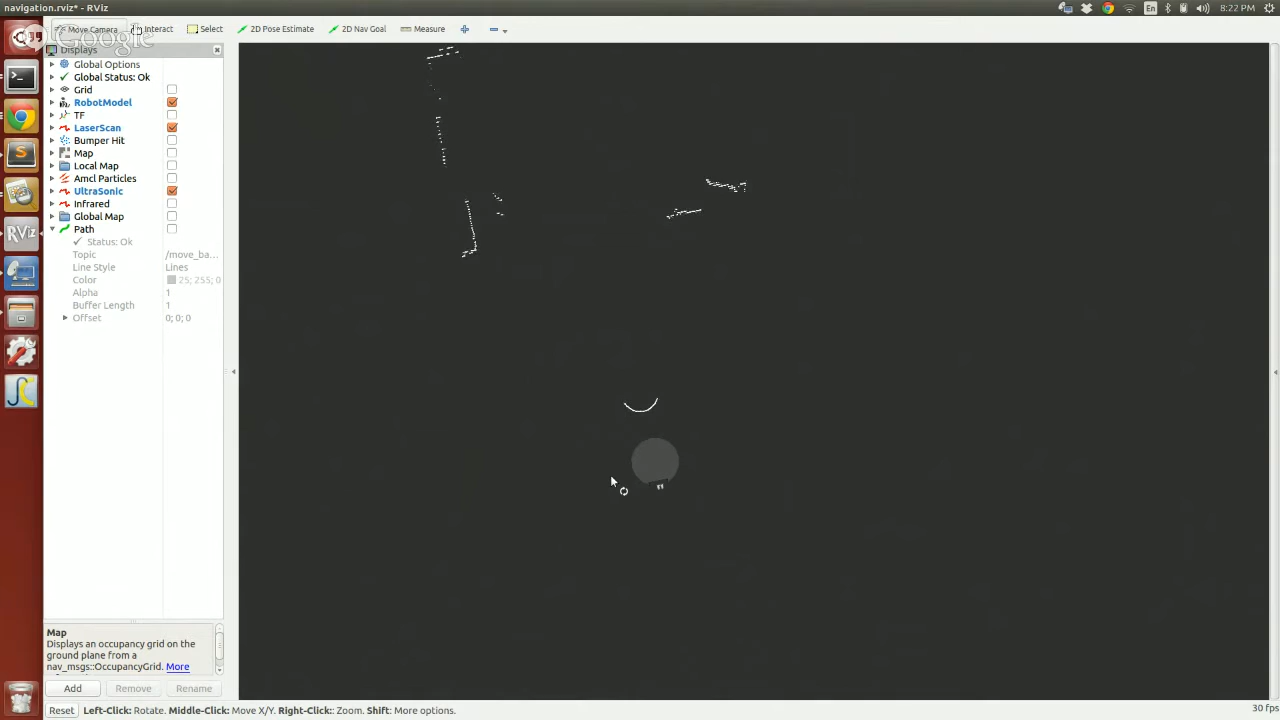 navigation.rviz* - RViz
En
8:22 PM
Move Camera
Interact
Select
2D Pose Estimate
2D Nav Goal
Measure
Google
Displays
Global Options
Global Status: Ok
Grid
RobotModel
TF
LaserScan
Bumper Hit
Map
Local Map
Amcl Particles
UltraSonic
Infrared
Global Map
Path
Status: Ok
Topic /move_ba...
Line Style Lines
Color 25; 255; 0
Alpha 1
Buffer Length 1
Offset 0; 0; 0
RViz
Map
Displays an occupancy grid on the
ground plane from a
nav_msgs::OccupancyGrid. More
Add
Remove
Rename
Reset
Left-Click: Rotate. Middle-Click: Move X/Y. Right-Click:: Zoom. Shift: More options.
30 fps